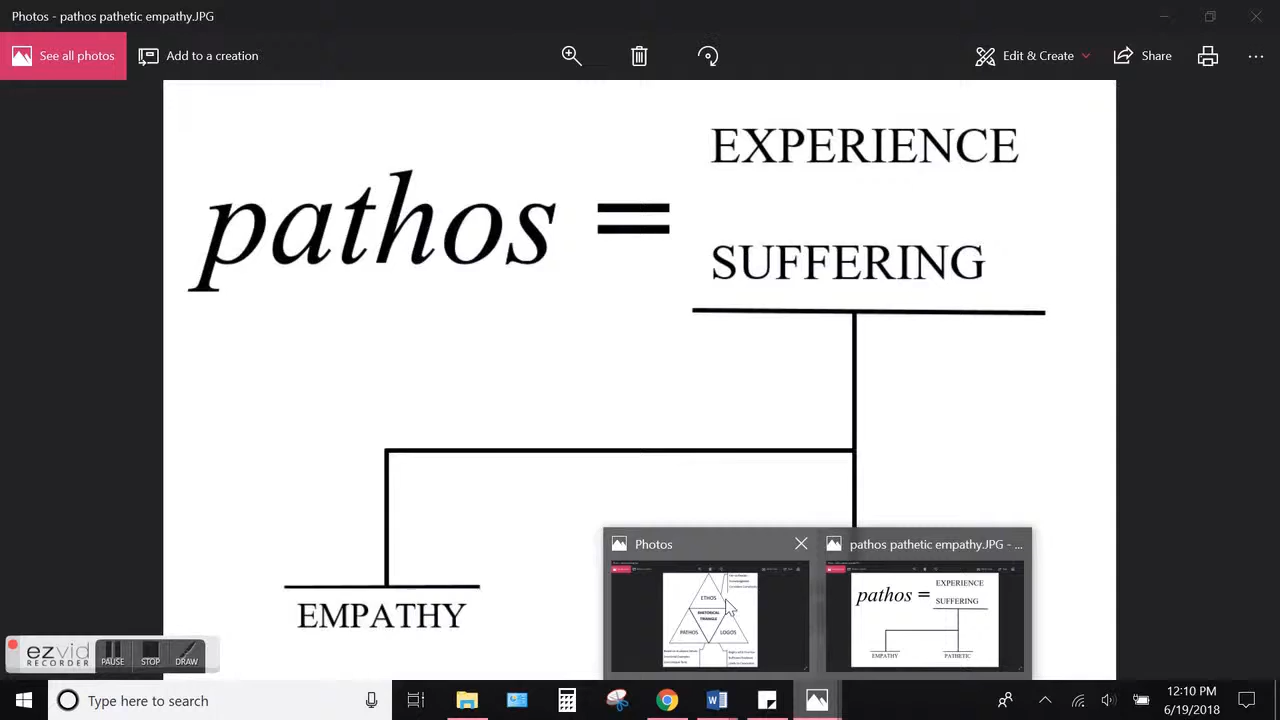 Photos - pathos pathetic empathy.JPG
See all photos
Add to a creation
Edit & Create
Share
EXPERIENCE
pathos =
SUFFERING
EMPATHY
Photos
pathos pathetic empathy.JPG - ...
ETHOS
RHETORICAL
TRIANGLE
PATHOS
LOGOS
EXPERIENCE
pathos =
SUFFERING
EMPATHY
PATHETIC
ezvid
RECORDER
PAUSE
STOP
DRAW
Type here to search
12:10 PM
6/19/2018